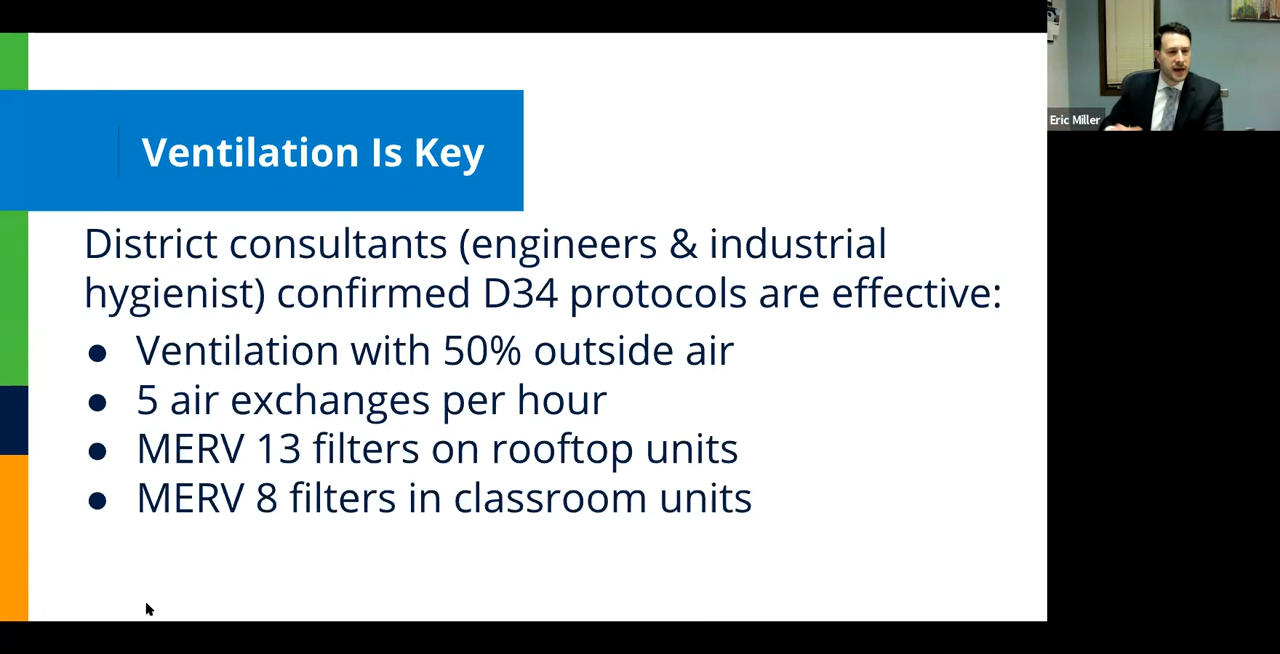 Ventilation Is Key
Eric Miller
District consultants (engineers & industrial
hygienist) confirmed D34 protocols are effective:
● Ventilation with 50% outside air
● 5 air exchanges per hour
● MERV 13 filters on rooftop units
● MERV 8 filters in classroom units